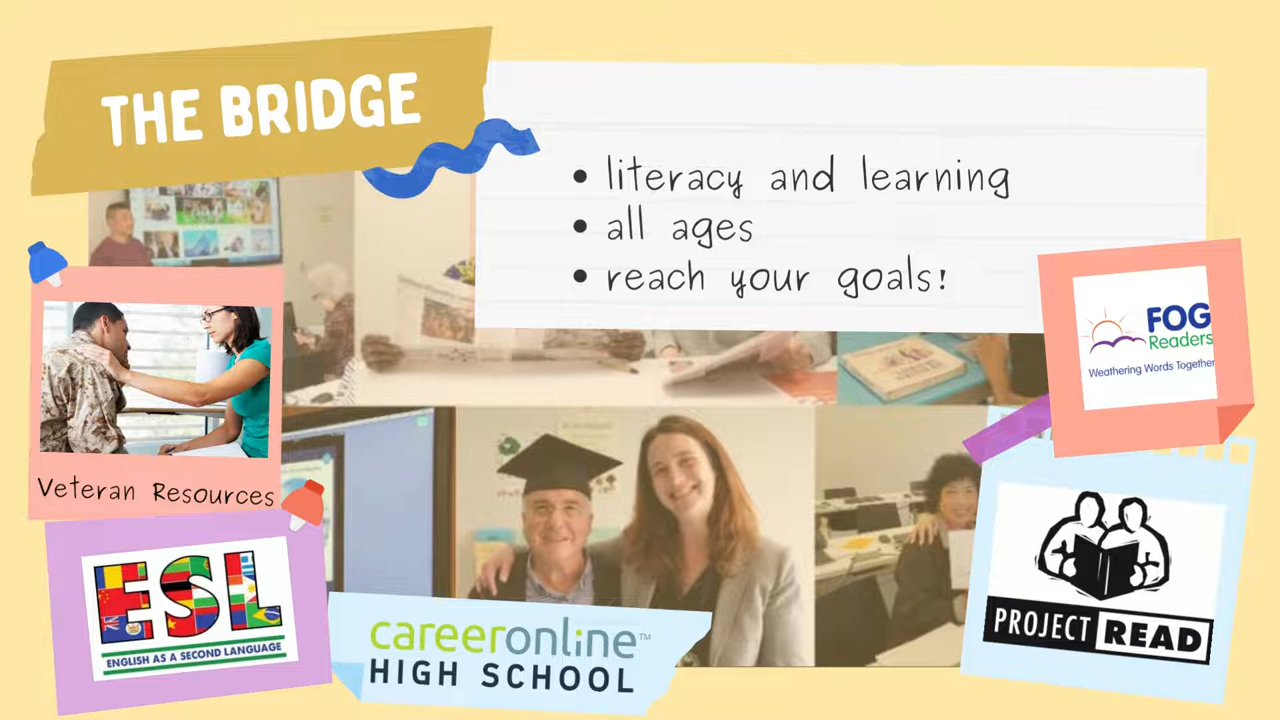 THE BRIDGE
• literacy and learning
• all ages
• reach your goals!
FOG
Readers
Weathering Words Together
Veteran Resources
ESL
ENGLISH AS A SECOND LANGUAGE
careeronline™
HIGH SCHOOL
PROJECT READ